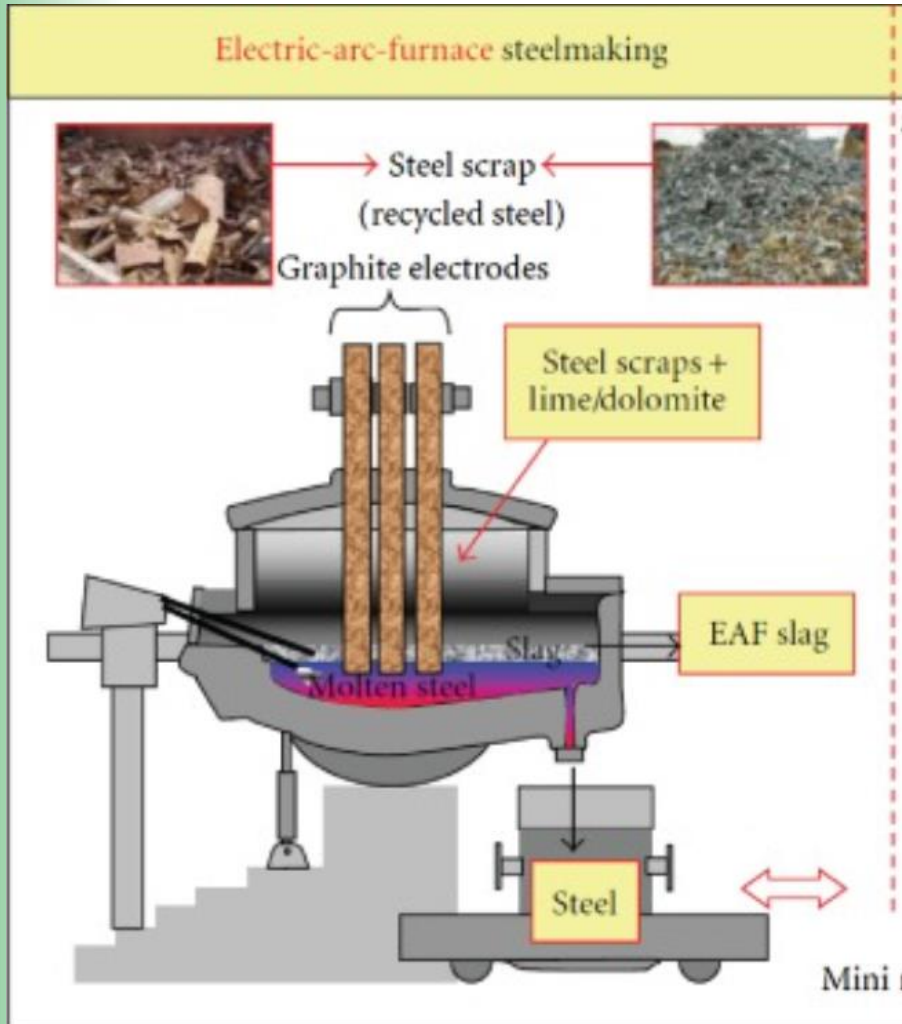 Electric-arc-furnace steelmaking
Steel scrap
(recycled steel)
Graphite electrodes
Steel scraps +
lime/dolomite
Slag
EAF slag
Molten steel
Steel
Mini